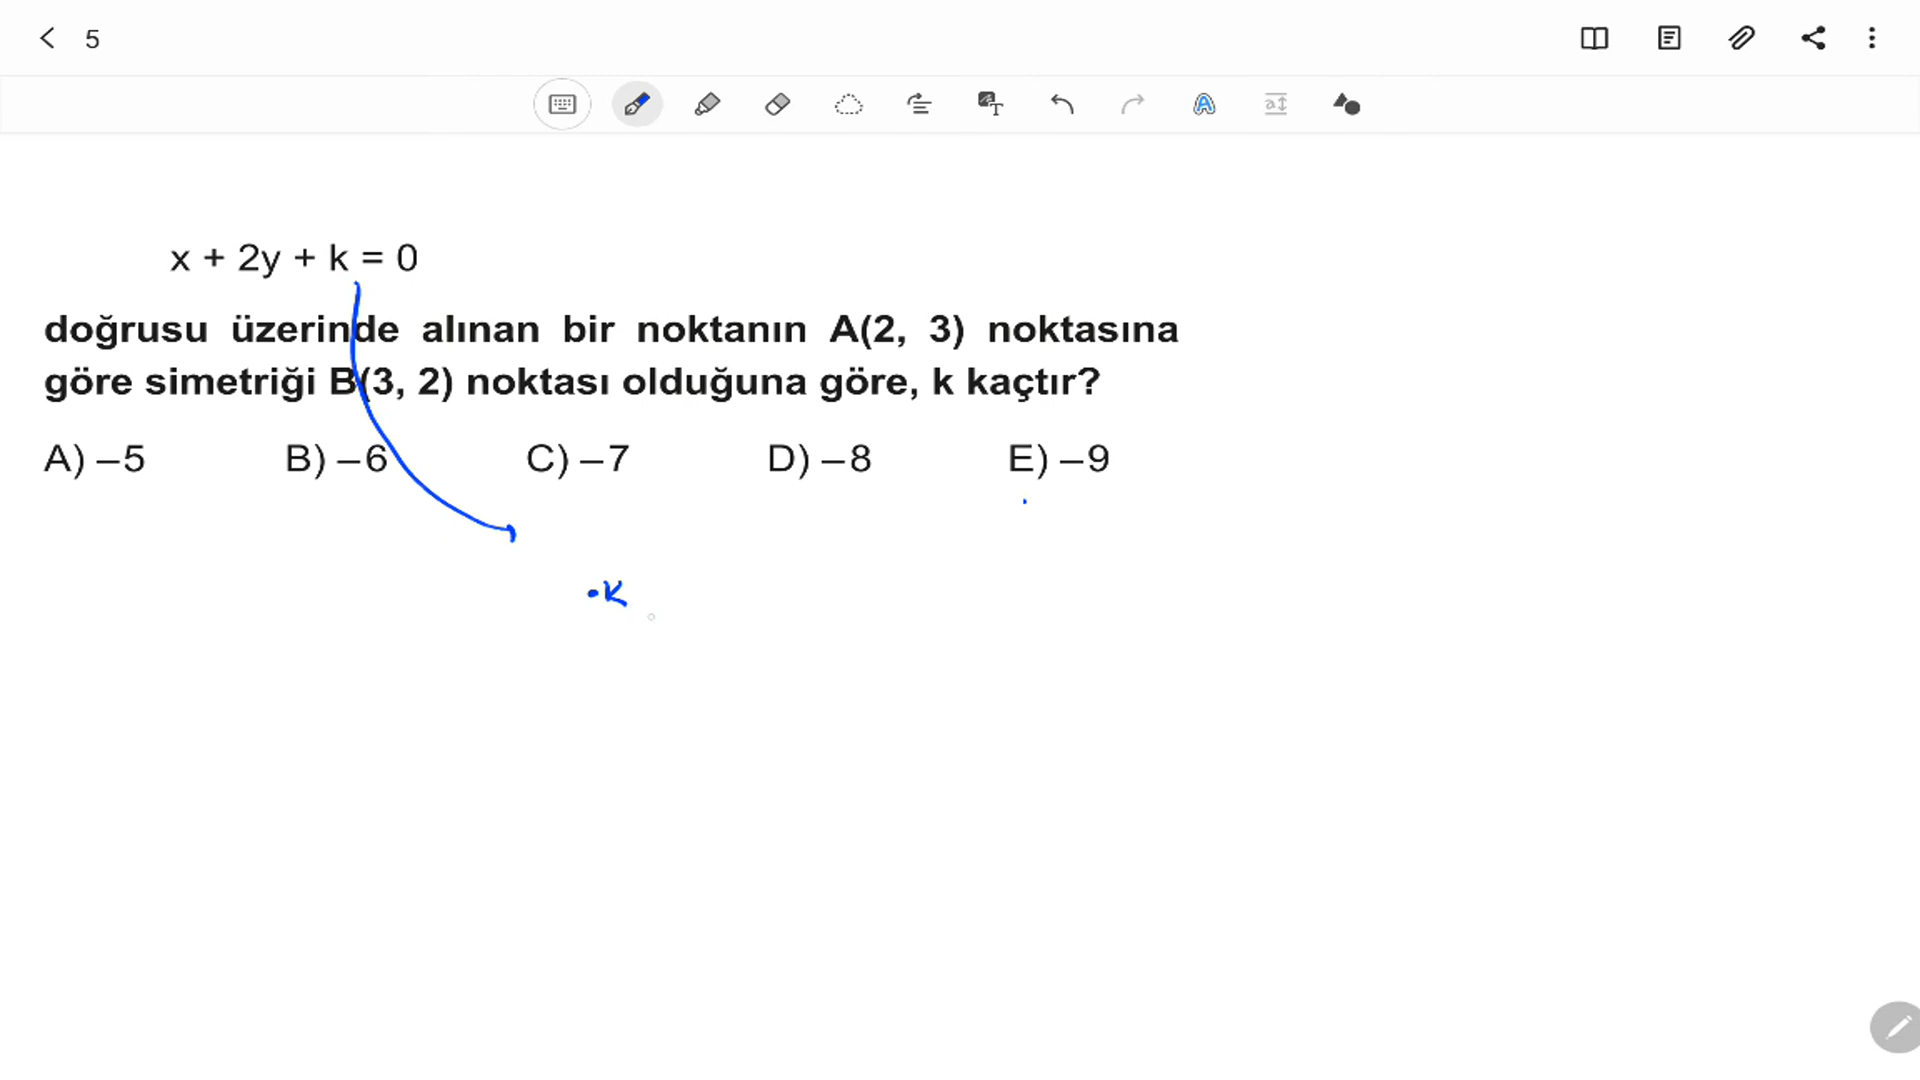 5
x + 2y + k = 0
doğrusu üzerinde alınan bir noktanın A(2, 3) noktasına
göre simetriği B(3, 2) noktası olduğuna göre, k kaçtır?
A) –5 B) –6 C) –7 D) –8 E) –9
K